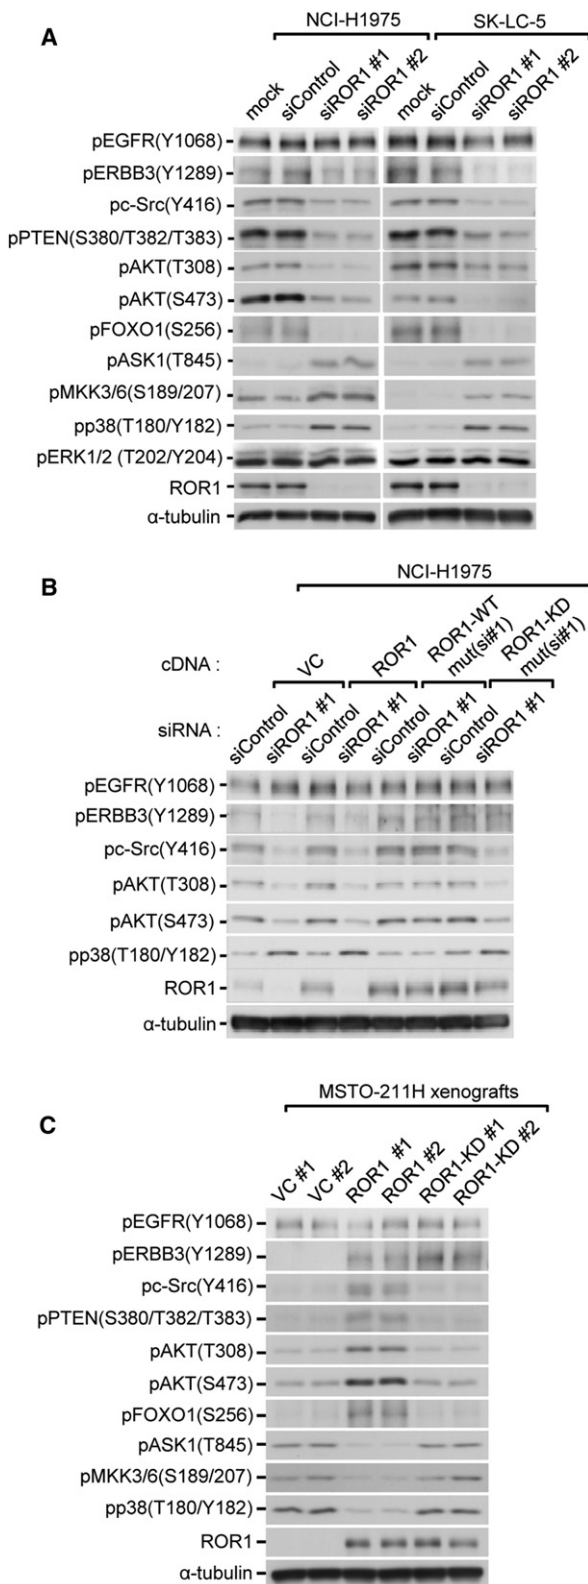 A
NCI-H1975 SK-LC-5
mock siControl siROR1 #1 siROR1 #2 mock siControl siROR1 #1 siROR1 #2
pEGFR(Y1068)
pERBB3(Y1289)
pc-Src(Y416)
pPTEN(S380/T382/T383)
pAKT(T308)
pAKT(S473)
pFOXO1(S256)
pASK1(T845)
pMKK3/6(S189/207)
pp38(T180/Y182)
pERK1/2 (T202/Y204)
ROR1
α-tubulin
B
NCI-H1975
cDNA : VC ROR1 ROR1-WT mut(si#1) ROR1-KD mut(si#1)
siRNA : siControl siROR1 #1 siControl siROR1 #1 siControl siROR1 #1 siControl siROR1 #1
pEGFR(Y1068)
pERBB3(Y1289)
pc-Src(Y416)
pAKT(T308)
pAKT(S473)
pp38(T180/Y182)
ROR1
α-tubulin
C
MSTO-211H xenografts
VC #1 VC #2 ROR1 #1 ROR1 #2 ROR1-KD #1 ROR1-KD #2
pEGFR(Y1068)
pERBB3(Y1289)
pc-Src(Y416)
pPTEN(S380/T382/T383)
pAKT(T308)
pAKT(S473)
pFOXO1(S256)
pASK1(T845)
pMKK3/6(S189/207)
pp38(T180/Y182)
ROR1
α-tubulin